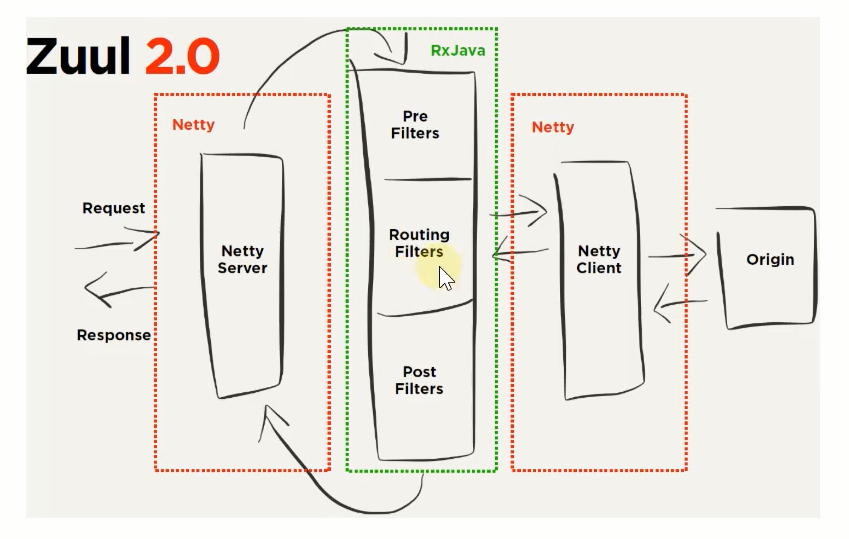 Zuul 2.0
RxJava
Netty
Netty
Pre
Filters
Request
Routing
Filters
Netty
Server
Netty
Client
Origin
Response
Post
Filters